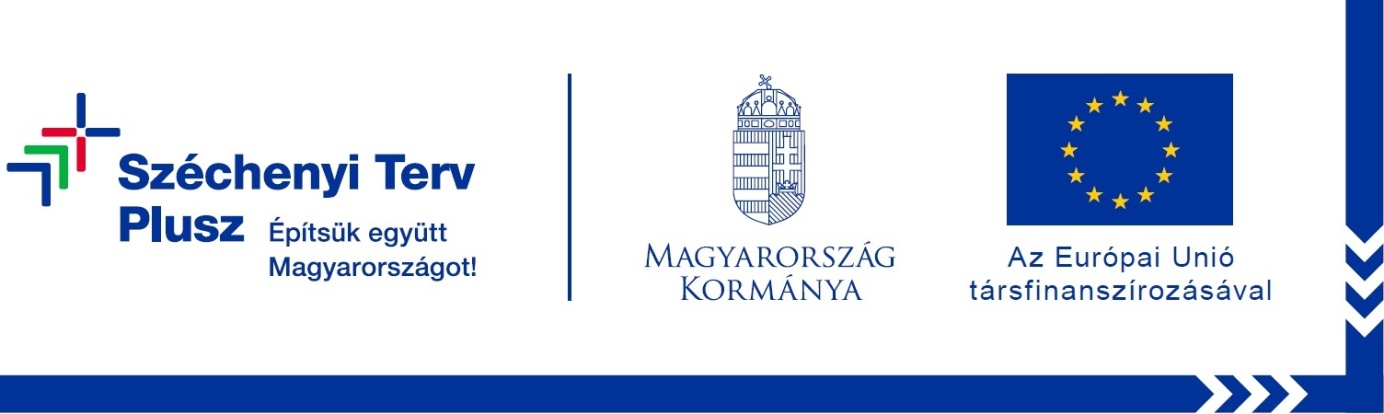 Széchenyi Terv
Plusz
Építsük együtt
Magyarországot!
MAGYARORSZÁG
KORMÁNYA
Az Európai Unió
társfinanszírozásával